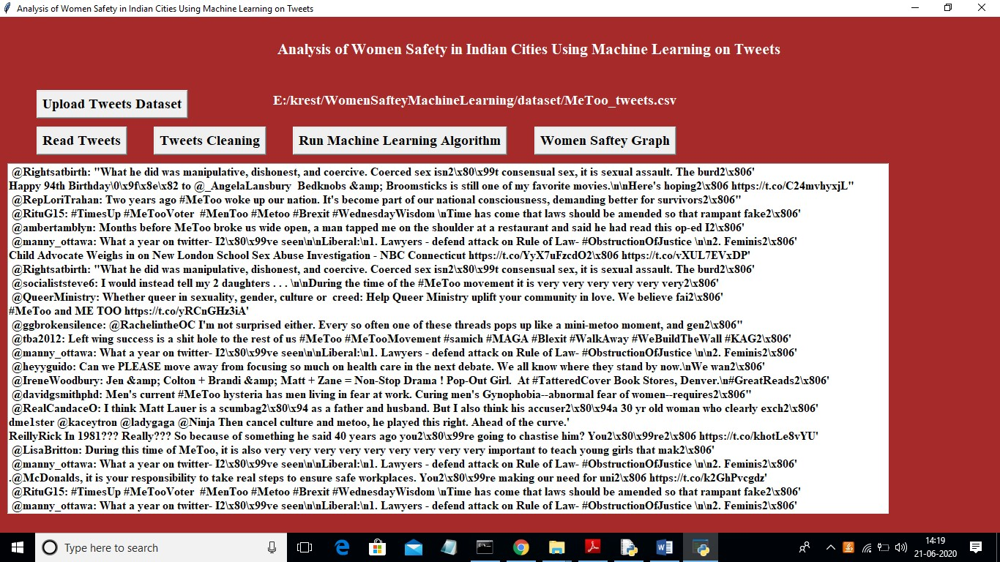 Analysis of Women Safety in Indian Cities Using Machine Learning on Tweets
Analysis of Women Safety in Indian Cities Using Machine Learning on Tweets
Upload Tweets Dataset
E:/krest/WomenSafteyMachineLearning/dataset/MeToo_tweets.csv
Read Tweets
Tweets Cleaning
Run Machine Learning Algorithm
Women Saftey Graph
@Rightsatbirth: "What he did was manipulative, dishonest, and coercive. Coerced sex isn2\x80\x99t consensual sex, it is sexual assault. The burd2\x806'
Happy 94th Birthday\0\x9f\x8e\x82 to @_AngelaLansbury  Bedknobs &amp; Broomsticks is still one of my favorite movies.\n\nHere's hoping2\x806 https://t.co/C24mvhyxjL"
@RepLoriTrahan: Two years ago #MeToo woke up our nation. It's become part of our national consciousness, demanding better for survivors2\x806"
@RituG15: #TimesUp #MeTooVoter  #MenToo #Metoo #Brexit #WednesdayWisdom \nTime has come that laws should be amended so that rampant fake2\x806'
@ambertamblyn: Months before MeToo broke us wide open, a man tapped me on the shoulder at a restaurant and said he had read this op-ed I2\x806'
@manny_ottawa: What a year on twitter- I2\x80\x99ve seen\n\nLiberal:\n1. Lawyers - defend attack on Rule of Law- #ObstructionOfJustice \n\n2. Feminis2\x806'
Child Advocate Weighs in on New London School Sex Abuse Investigation - NBC Connecticut https://t.co/YyX7uFzcdO2\x806 https://t.co/vXUL7EVxDP'
@Rightsatbirth: "What he did was manipulative, dishonest, and coercive. Coerced sex isn2\x80\x99t consensual sex, it is sexual assault. The burd2\x806'
@socialiststeve6: I would instead tell my 2 daughters . . . \n\nDuring the time of the #MeToo movement it is very very very very very very2\x806'
@QueerMinistry: Whether queer in sexuality, gender, culture or  creed: Help Queer Ministry uplift your community in love. We believe fai2\x806'
#MeToo and ME TOO https://t.co/yRCnGHz3iA'
@ggbrokensilence: @RachelintheOC I'm not surprised either. Every so often one of these threads pops up like a mini-metoo moment, and gen2\x806"
@tba2012: Left wing success is a shit hole to the rest of us #MeToo #MeTooMovement #samich #MAGA #Blexit #WalkAway #WeBuildTheWall #KAG2\x806'
@manny_ottawa: What a year on twitter- I2\x80\x99ve seen\n\nLiberal:\n1. Lawyers - defend attack on Rule of Law- #ObstructionOfJustice \n\n2. Feminis2\x806'
@heyyguido: Can we PLEASE move away from focusing so much on health care in the next debate. We all know where they stand by now.\nWe wan2\x806'
@IreneWoodbury: Jen &amp; Colton + Brandi &amp; Matt + Zane = Non-Stop Drama ! Pop-Out Girl.  At #TatteredCover Book Stores, Denver.\n#GreatReads2\x806'
@davidgsmithphd: Men's current #MeToo hysteria has men living in fear at work. Curing men's Gynophobia--abnormal fear of women--requires2\x806"
@RealCandaceO: I think Matt Lauer is a scumbag2\x80\x94 as a father and husband. But I also think his accuser2\x80\x94a 30 yr old woman who clearly exch2\x806'
dme1ster @kaceytron @ladygaga @Ninja Then cancel culture and metoo, he played this right. Ahead of the curve.'
ReillyRick In 1981??? Really??? So because of something he said 40 years ago you2\x80\x99re going to chastise him? You2\x80\x99re2\x806 https://t.co/khotLe8vYU'
@LisaBritton: During this time of MeToo, it is also very very very very very very very very very important to teach young girls that mak2\x806'
@manny_ottawa: What a year on twitter- I2\x80\x99ve seen\n\nLiberal:\n1. Lawyers - defend attack on Rule of Law- #ObstructionOfJustice \n\n2. Feminis2\x806'
.@McDonalds, it is your responsibility to take real steps to ensure safe workplaces. You2\x80\x99re making our need for uni2\x806 https://t.co/k2GhPvcgdz'
@RituG15: #TimesUp #MeTooVoter  #MenToo #Metoo #Brexit #WednesdayWisdom \nTime has come that laws should be amended so that rampant fake2\x806'
@manny_ottawa: What a year on twitter- I2\x80\x99ve seen\n\nLiberal:\n1. Lawyers - defend attack on Rule of Law- #ObstructionOfJustice \n\n2. Feminis2\x806'
Type here to search
14:19
21-06-2020